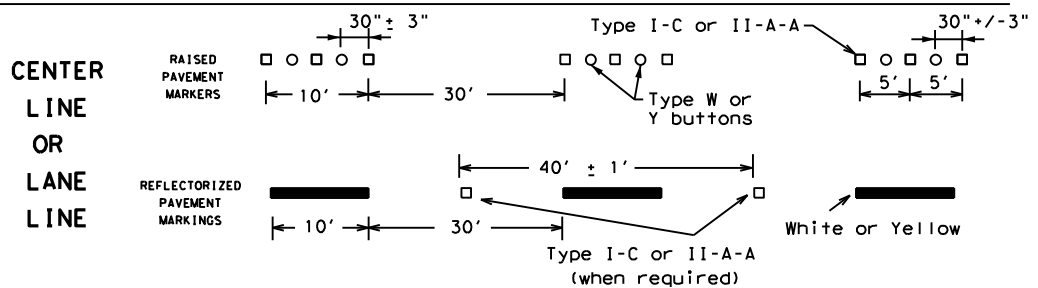 CENTER
LINE
OR
LANE
LINE
RAISED
PAVEMENT
MARKERS
30"± 3"
10'
30'
Type I-C or II-A-A
Type W or
Y buttons
30"+/-3"
5'
5'
REFLECTORIZED
PAVEMENT
MARKINGS
40' ± 1'
10'
30'
Type I-C or II-A-A
(when required)
White or Yellow